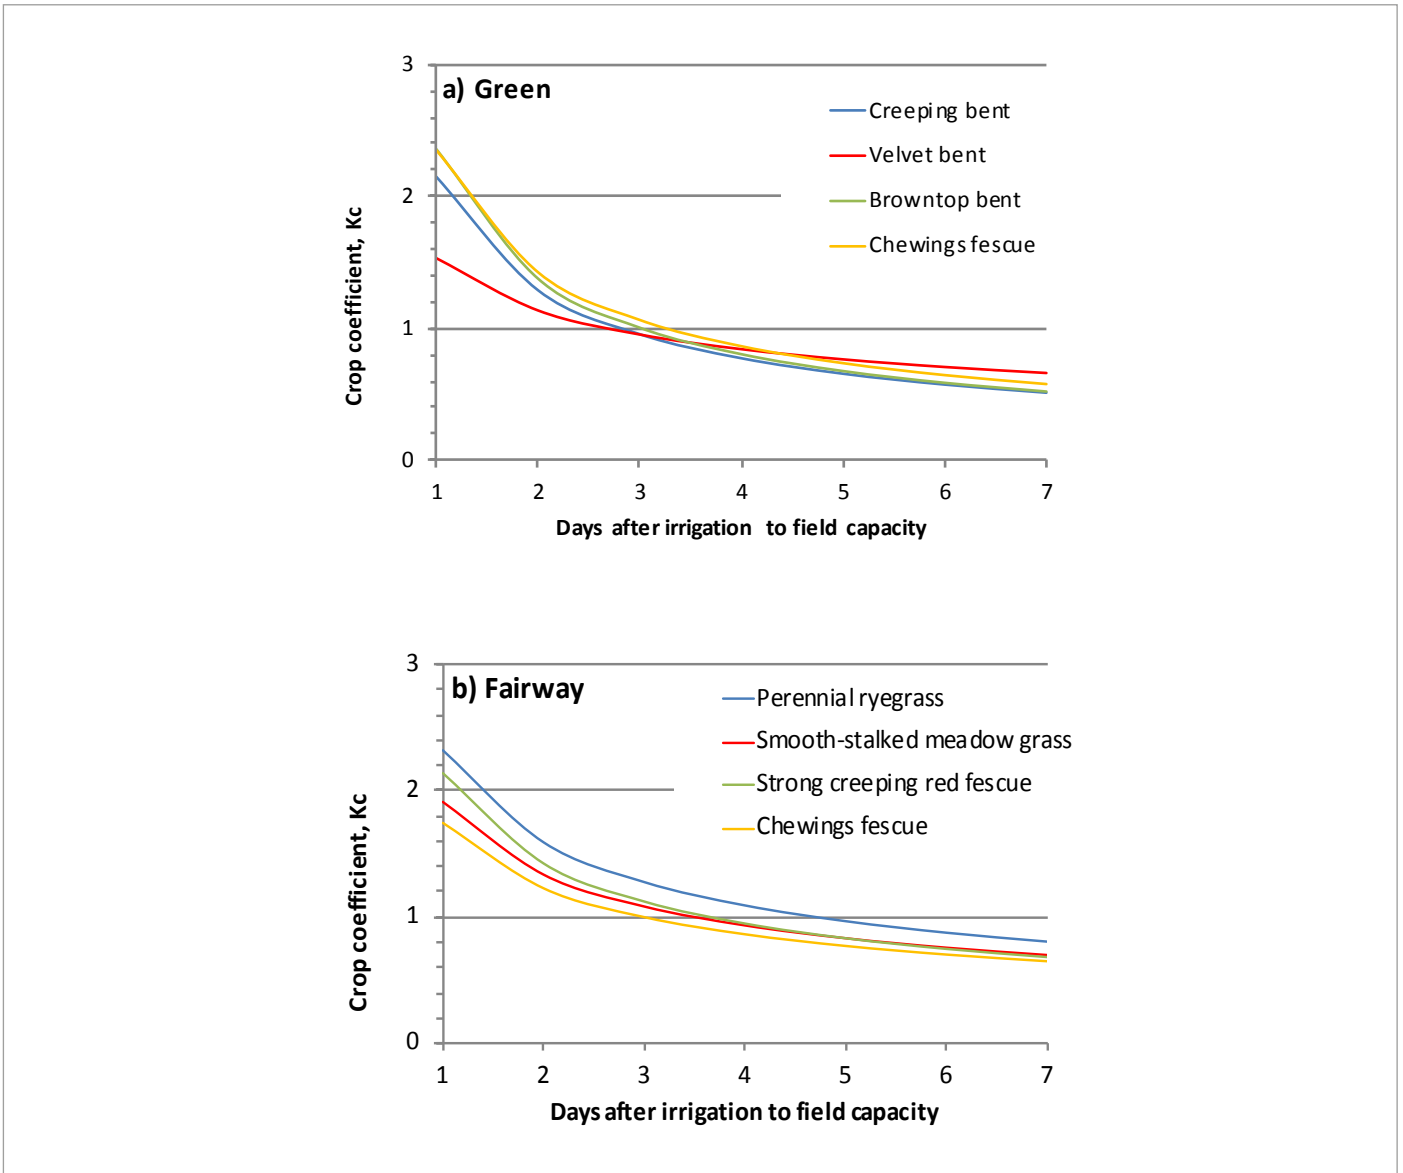 3
a) Green
Creeping bent
Velvet bent
2
Browntop bent
Chewings fescue
Crop coefficient, Kc
1
0
1 2 3 4 5 6 7
Days after irrigation to field capacity
3
b) Fairway
Perennial ryegrass
Smooth-stalked meadow grass
2
Strong creeping red fescue
Chewings fescue
Crop coefficient, Kc
1
0
1 2 3 4 5 6 7
Days after irrigation to field capacity